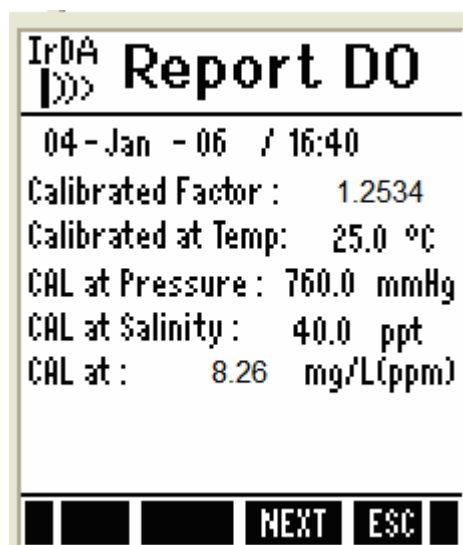 IrDA
Report DO
04-Jan - 06 / 16:40
Calibrated Factor : 1.2534
Calibrated at Temp: 25.0 ºC
CAL at Pressure : 760.0 mmHg
CAL at Salinity : 40.0 ppt
CAL at : 8.26 mg/L(ppm)
NEXT ESC